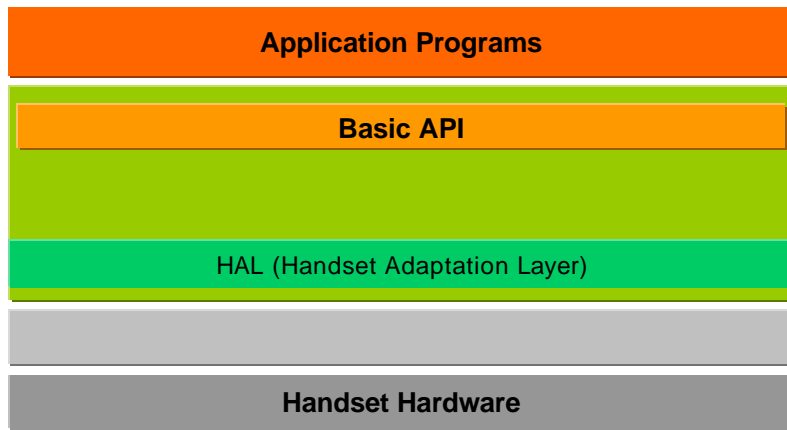 Application Programs
Basic API
HAL (Handset Adaptation Layer)
Handset Hardware